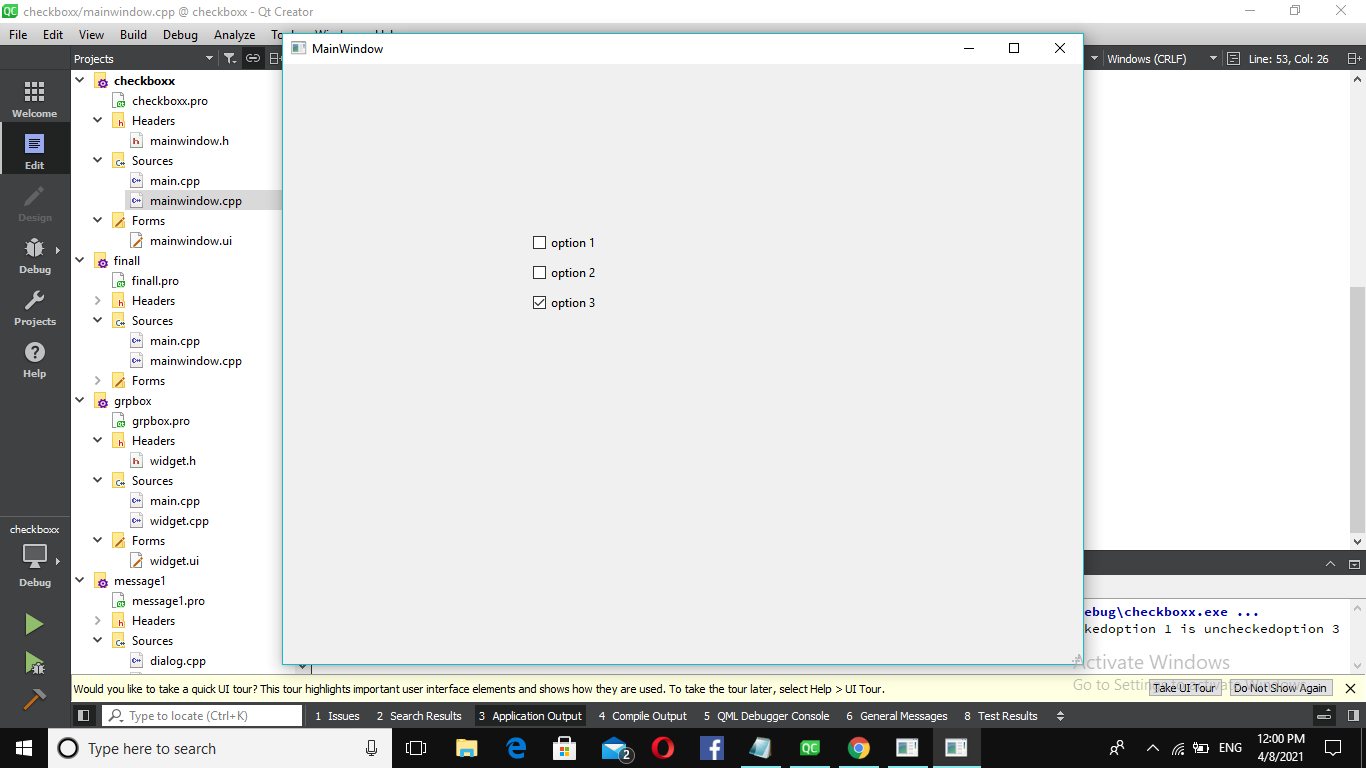 checkboxx/mainwindow.cpp @ checkboxx - Qt Creator
File Edit View Build Debug Analyze
MainWindow
Projects
Windows (CRLF)
Line: 53, Col: 26
Welcome
Edit
Design
Debug
Projects
Help
checkboxx
Debug
checkboxx
checkboxx.pro
Headers
mainwindow.h
Sources
main.cpp
mainwindow.cpp
Forms
mainwindow.ui
finall
finall.pro
Headers
Sources
main.cpp
mainwindow.cpp
Forms
grpbox
grpbox.pro
Headers
widget.h
Sources
main.cpp
widget.cpp
Forms
widget.ui
message1
message1.pro
Headers
Sources
dialog.cpp
option 1
option 2
option 3
ebug\checkboxx.exe ...
kedoption 1 is uncheckedoption 3
Activate Windows
Would you like to take a quick UI tour? This tour highlights important user interface elements and shows how they are used. To take the tour later, select Help > UI Tour.
Take UI Tour
Do Not Show Again
Type to locate (Ctrl+K)
1 Issues 2 Search Results 3 Application Output 4 Compile Output 5 QML Debugger Console 6 General Messages 8 Test Results
Type here to search
2
QC
ENG
12:00 PM
4/8/2021